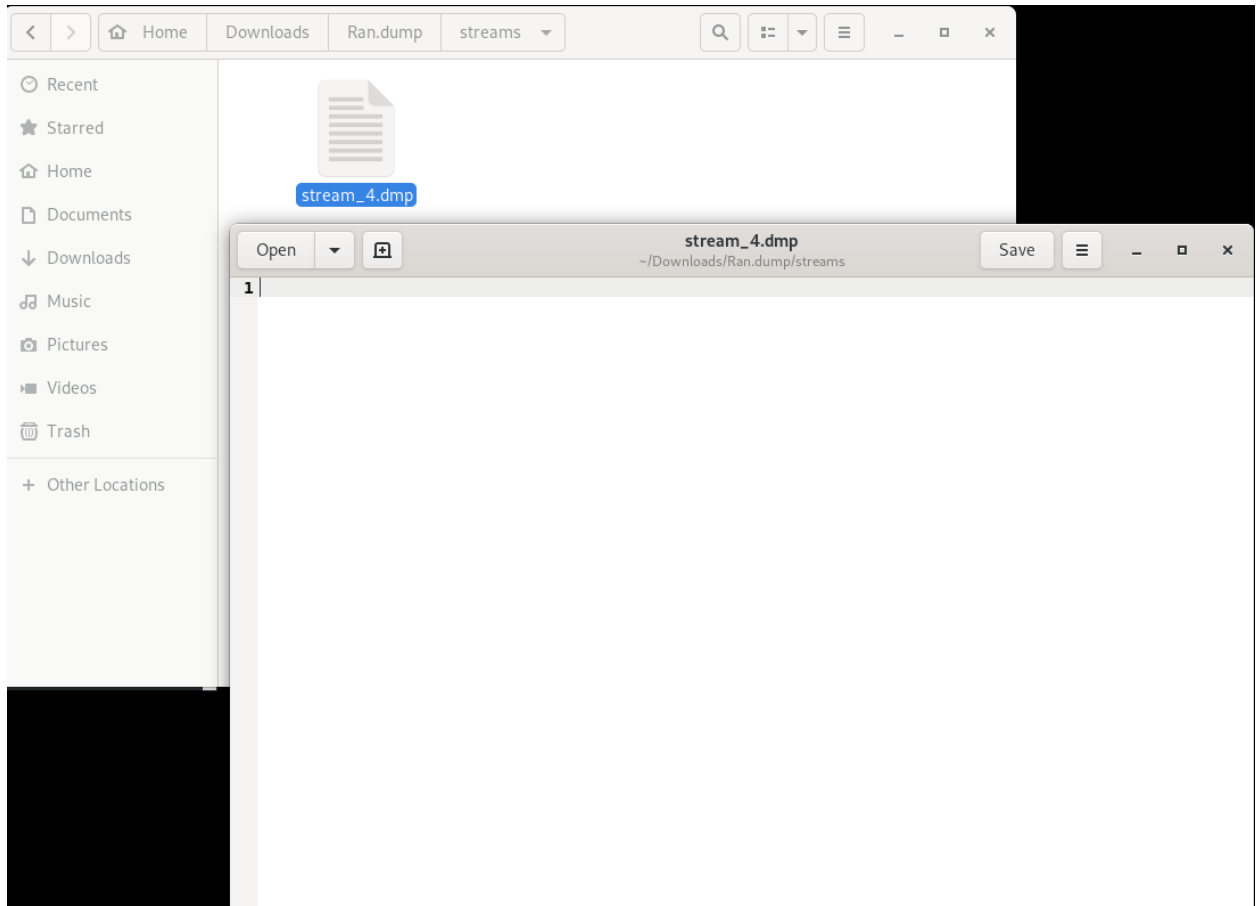 Home Downloads Ran.dump streams
Recent
Starred
Home
Documents
Downloads
Music
Pictures
Videos
Trash
Other Locations
stream_4.dmp
Open stream_4.dmp Save
~/Downloads/Ran.dump/streams
1